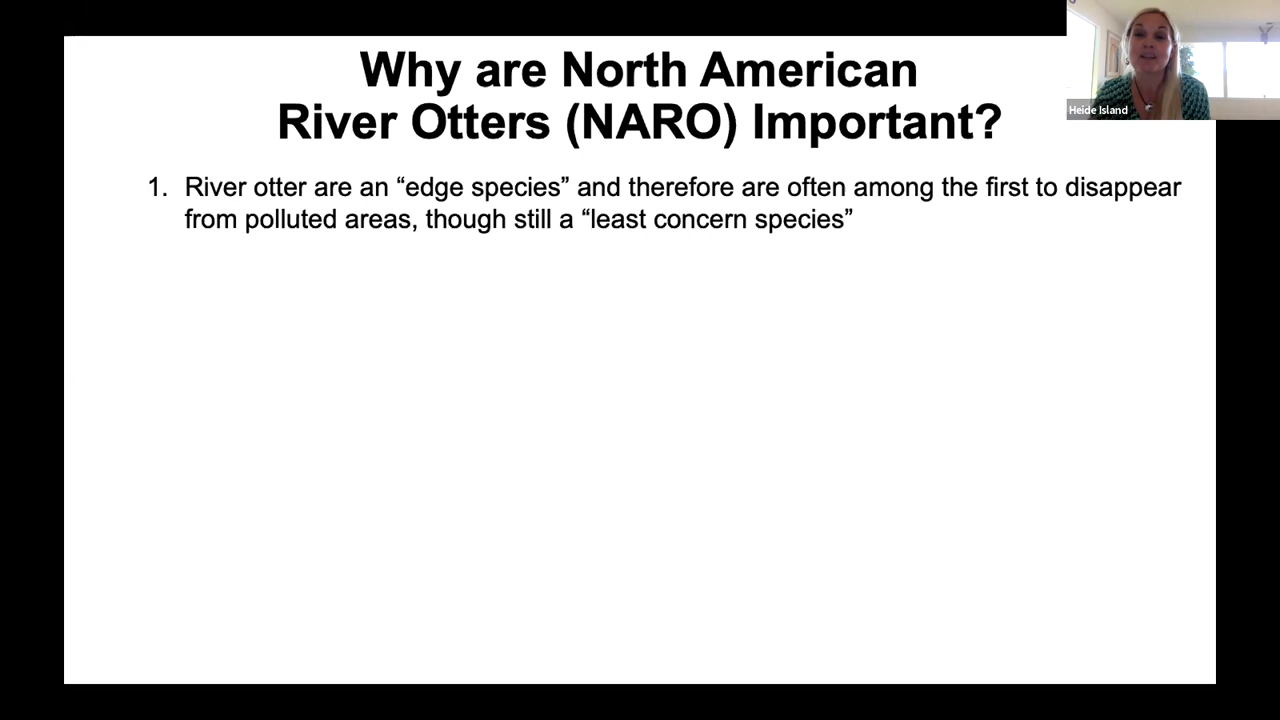 Why are North American
River Otters (NARO) Important?
Heide Island
1. River otter are an “edge species” and therefore are often among the first to disappear
from polluted areas, though still a “least concern species”